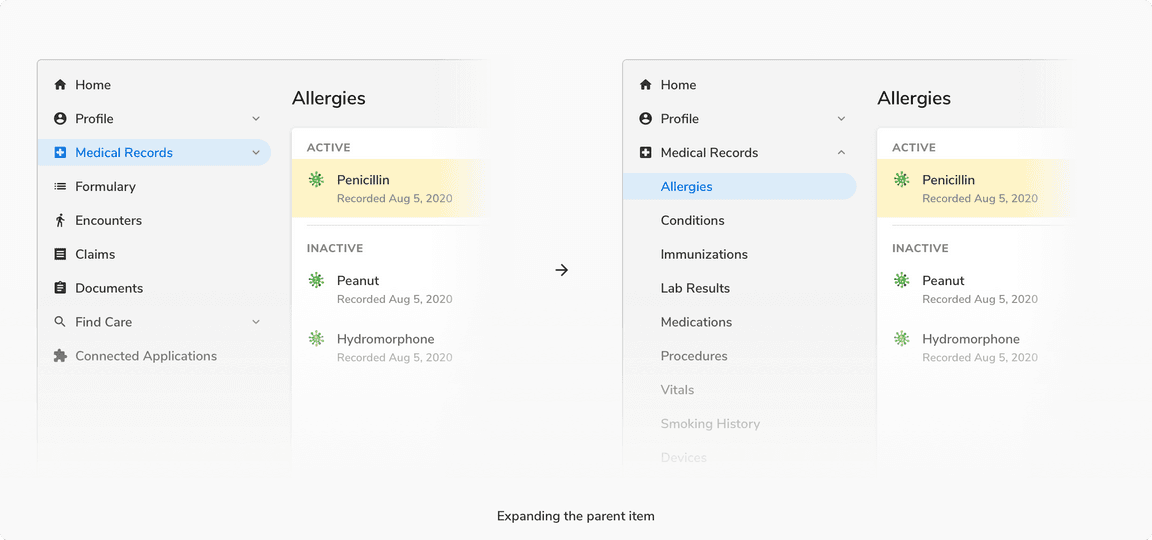 Home
Profile
Medical Records
Formulary
Encounters
Claims
Documents
Find Care
Connected Applications
Allergies
ACTIVE
Penicillin
Recorded Aug 5, 2020
INACTIVE
Peanut
Recorded Aug 5, 2020
Hydromorphone
Recorded Aug 5, 2020
Home
Profile
Medical Records
Allergies
Conditions
Immunizations
Lab Results
Medications
Procedures
Vitals
Smoking History
Devices
Allergies
ACTIVE
Penicillin
Recorded Aug 5, 2020
INACTIVE
Peanut
Recorded Aug 5, 2020
Hydromorphone
Recorded Aug 5, 2020
Expanding the parent item